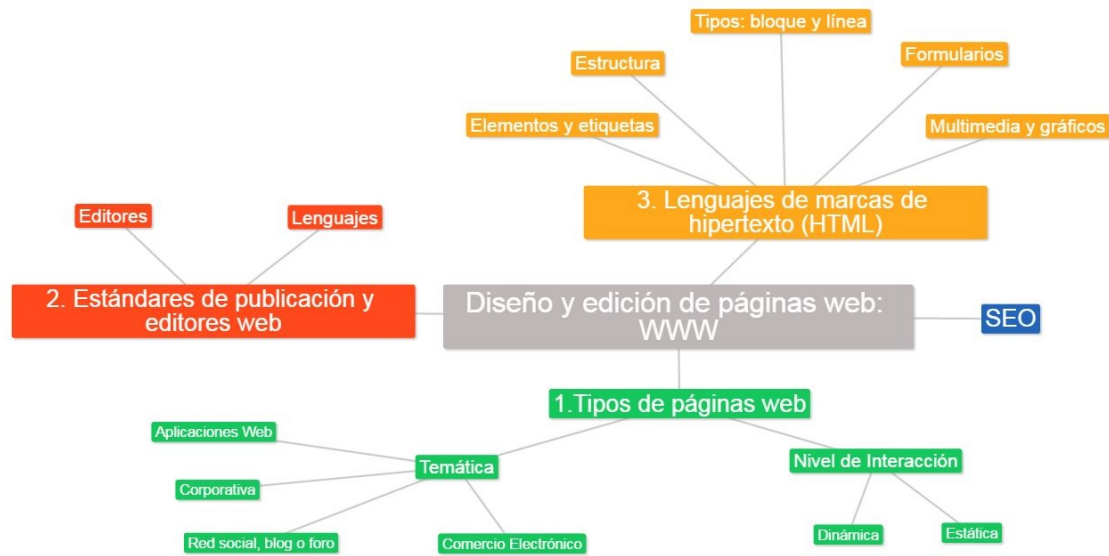 Tipos: bloque y línea
Estructura
Formularios
Elementos y etiquetas
Multimedia y gráficos
3. Lenguajes de marcas de
hipertexto (HTML)
Editores
Lenguajes
2. Estándares de publicación y
editores web
Diseño y edición de páginas web:
WWW
SEO
1.Tipos de páginas web
Aplicaciones Web
Temática
Nivel de Interacción
Corporativa
Red social, blog o foro
Comercio Electrónico
Dinámica
Estática